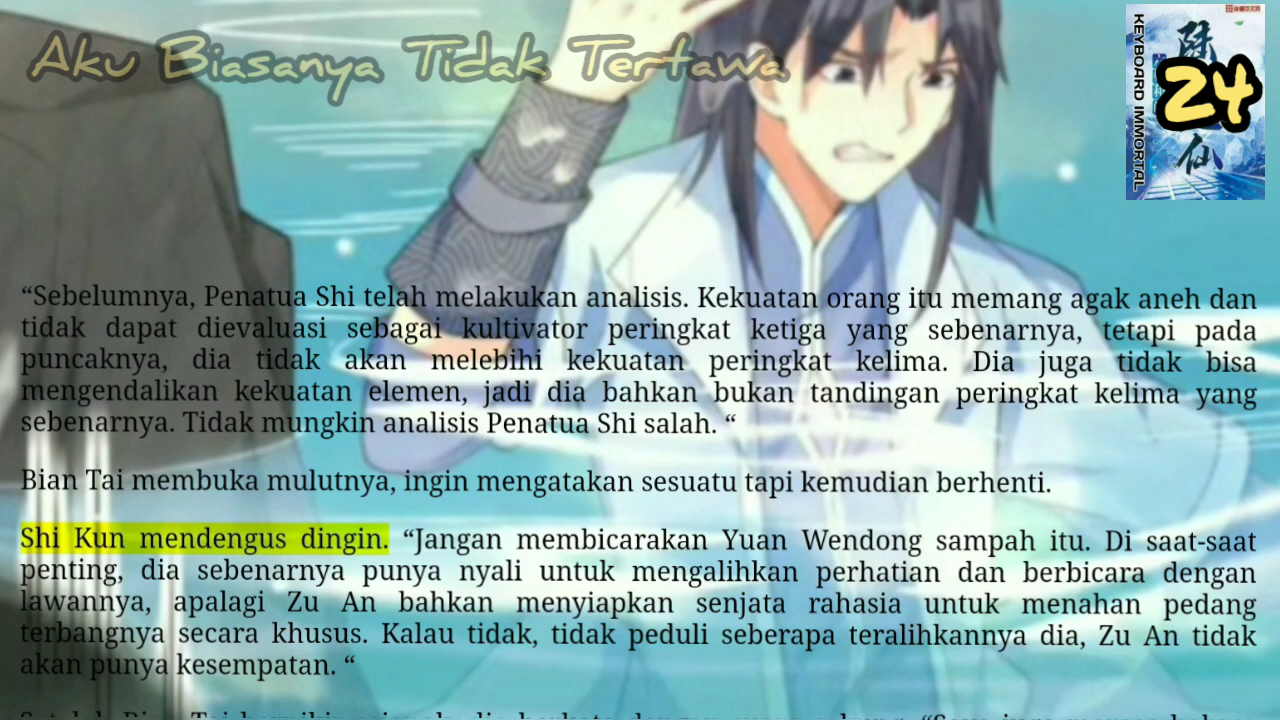 Aku Biasanya Tidak Tertawa
KEYBOARD IMMORTAL
24
仙
“Sebelumnya, Penatua Shi telah melakukan analisis. Kekuatan orang itu memang agak aneh dan
tidak dapat dievaluasi sebagai kultivator peringkat ketiga yang sebenarnya, tetapi pada
puncaknya, dia tidak akan melebihi kekuatan peringkat kelima. Dia juga tidak bisa
mengendalikan kekuatan elemen, jadi dia bahkan bukan tandingan peringkat kelima yang
sebenarnya. Tidak mungkin analisis Penatua Shi salah. “
Bian Tai membuka mulutnya, ingin mengatakan sesuatu tapi kemudian berhenti.
Shi Kun mendengus dingin. “Jangan membicarakan Yuan Wendong sampah itu. Di saat-saat
penting, dia sebenarnya punya nyali untuk mengalihkan perhatian dan berbicara dengan
lawannya, apalagi Zu An bahkan menyiapkan senjata rahasia untuk menahan pedang
terbangnya secara khusus. Kalau tidak, tidak peduli seberapa teralihkannya dia, Zu An tidak
akan punya kesempatan. “